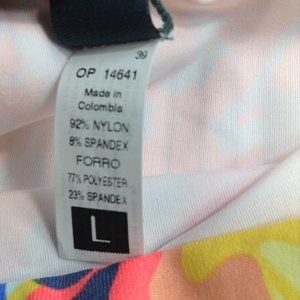 39
OP 14641
Made in
Colombia
92% NYLON
8% SPANDEX
FORRO
77% POLYESTER
23% SPANDEX
L